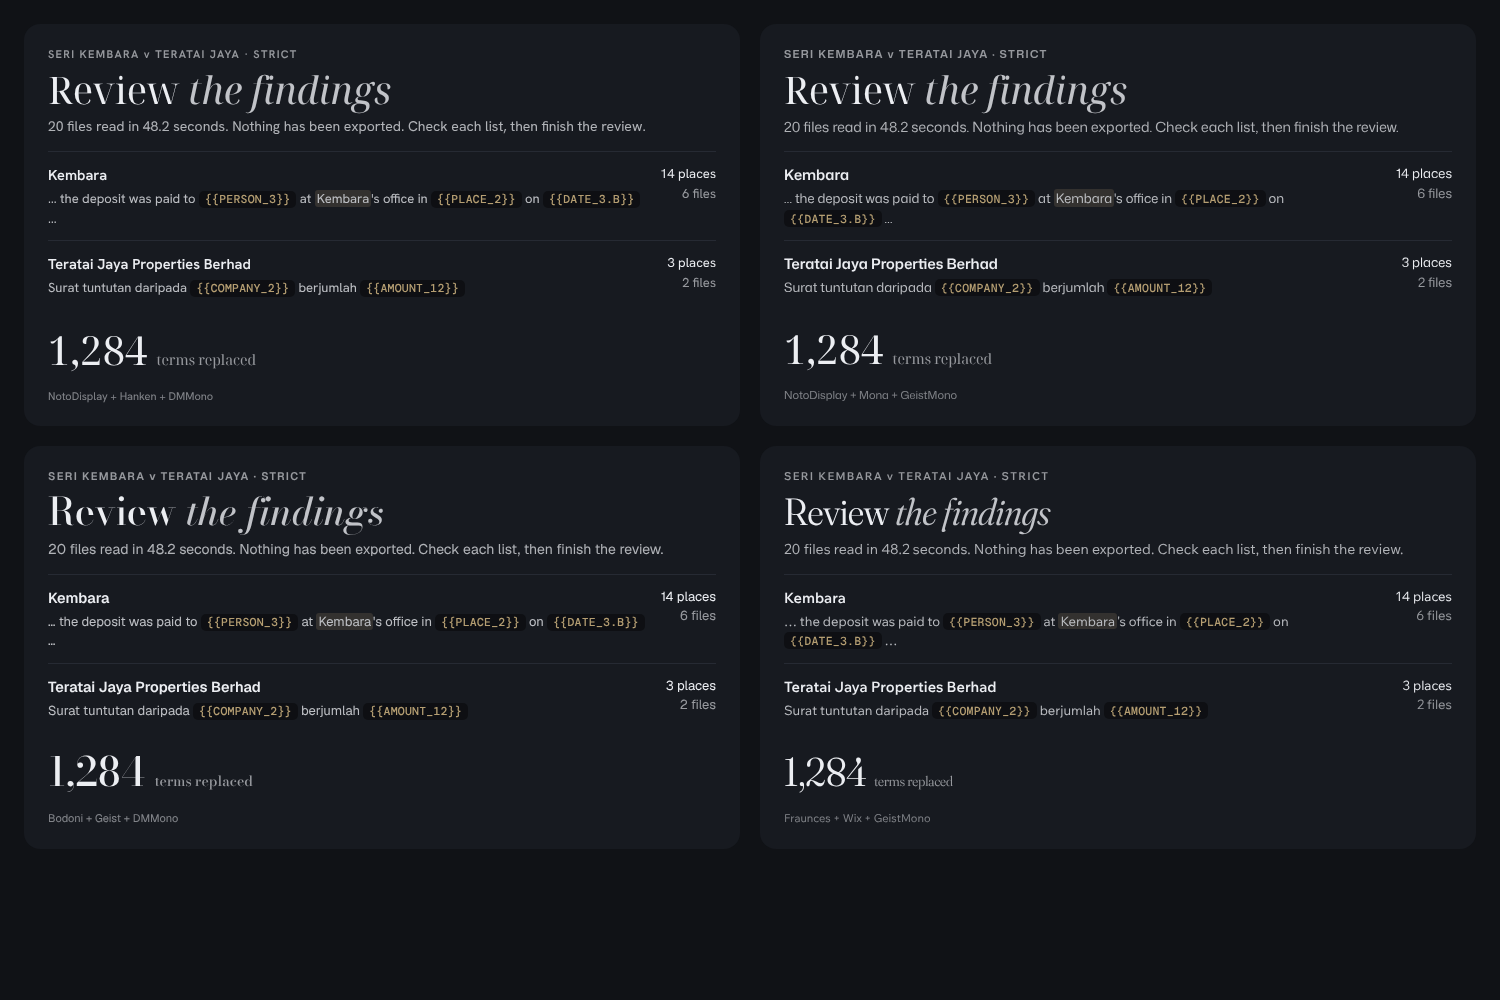 SERI KEMBARA v TERATAI JAYA · STRICT
Review the findings
20 files read in 48.2 seconds. Nothing has been exported. Check each list, then finish the review.
Kembara
14 places
... the deposit was paid to {{PERSON_3}} at Kembara's office in {{PLACE_2}} on {{DATE_3.B}}
6 files
...
Teratai Jaya Properties Berhad
3 places
Surat tuntutan daripada {{COMPANY_2}} berjumlah {{AMOUNT_12}}
2 files
1,284 terms replaced
NotoDisplay + Hanken + DMMono
SERI KEMBARA v TERATAI JAYA · STRICT
Review the findings
20 files read in 48.2 seconds. Nothing has been exported. Check each list, then finish the review.
Kembara
14 places
... the deposit was paid to {{PERSON_3}} at Kembara's office in {{PLACE_2}} on
6 files
{{DATE_3.B}} ...
Teratai Jaya Properties Berhad
3 places
Surat tuntutan daripada {{COMPANY_2}} berjumlah {{AMOUNT_12}}
2 files
1,284 terms replaced
NotoDisplay + Mona + GeistMono
SERI KEMBARA v TERATAI JAYA · STRICT
Review the findings
20 files read in 48.2 seconds. Nothing has been exported. Check each list, then finish the review.
Kembara
14 places
... the deposit was paid to {{PERSON_3}} at Kembara's office in {{PLACE_2}} on {{DATE_3.B}}
6 files
...
Teratai Jaya Properties Berhad
3 places
Surat tuntutan daripada {{COMPANY_2}} berjumlah {{AMOUNT_12}}
2 files
1,284 terms replaced
Bodoni + Geist + DMMono
SERI KEMBARA v TERATAI JAYA · STRICT
Review the findings
20 files read in 48.2 seconds. Nothing has been exported. Check each list, then finish the review.
Kembara
14 places
... the deposit was paid to {{PERSON_3}} at Kembara's office in {{PLACE_2}} on
6 files
{{DATE_3.B}} ...
Teratai Jaya Properties Berhad
3 places
Surat tuntutan daripada {{COMPANY_2}} berjumlah {{AMOUNT_12}}
2 files
1,284 terms replaced
Fraunces + Wix + GeistMono